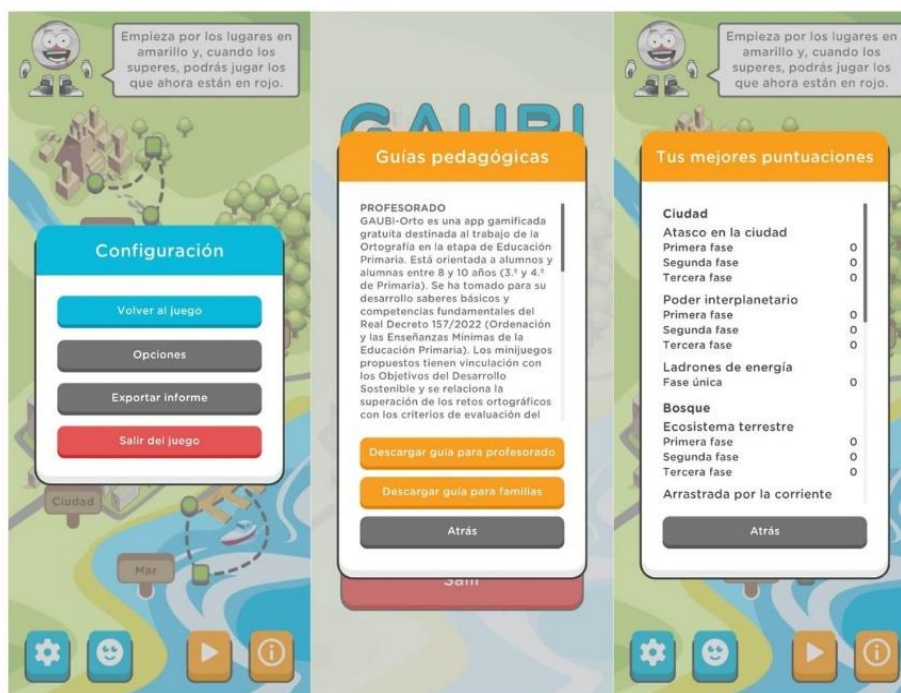 Empieza por los lugares en
amarillo y, cuando los
superes, podrás jugar los
que ahora están en rojo.
Configuración
Volver al juego
Opciones
Exportar informe
Salir del juego
Ciudad
Mar
GAUBI
Guías pedagógicas
PROFESORADO
GAUBI-Orto es una app gamificada
gratuita destinada al trabajo de la
Ortografía en la etapa de Educación
Primaria. Está orientada a alumnos y
alumnas entre 8 y 10 años (3.º y 4.º
de Primaria). Se ha tomado para su
desarrollo saberes básicos y
competencias fundamentales del
Real Decreto 157/2022 (Ordenación
y las Enseñanzas Mínimas de la
Educación Primaria). Los minijuegos
propuestos tienen vinculación con
los Objetivos del Desarrollo
Sostenible y se relaciona la
superación de los retos ortográficos
con los criterios de evaluación del
Descargar guía para profesorado
Descargar guía para familias
Atrás
Salir
Empieza por los lugares en
amarillo y, cuando los
superes, podrás jugar los
que ahora están en rojo.
Tus mejores puntuaciones
Ciudad
Atasco en la ciudad
Primera fase 0
Segunda fase 0
Tercera fase 0
Poder interplanetario
Primera fase 0
Segunda fase 0
Tercera fase 0
Ladrones de energía
Fase única 0
Bosque
Ecosistema terrestre
Primera fase 0
Segunda fase 0
Tercera fase 0
Arrastrada por la corriente
Atrás